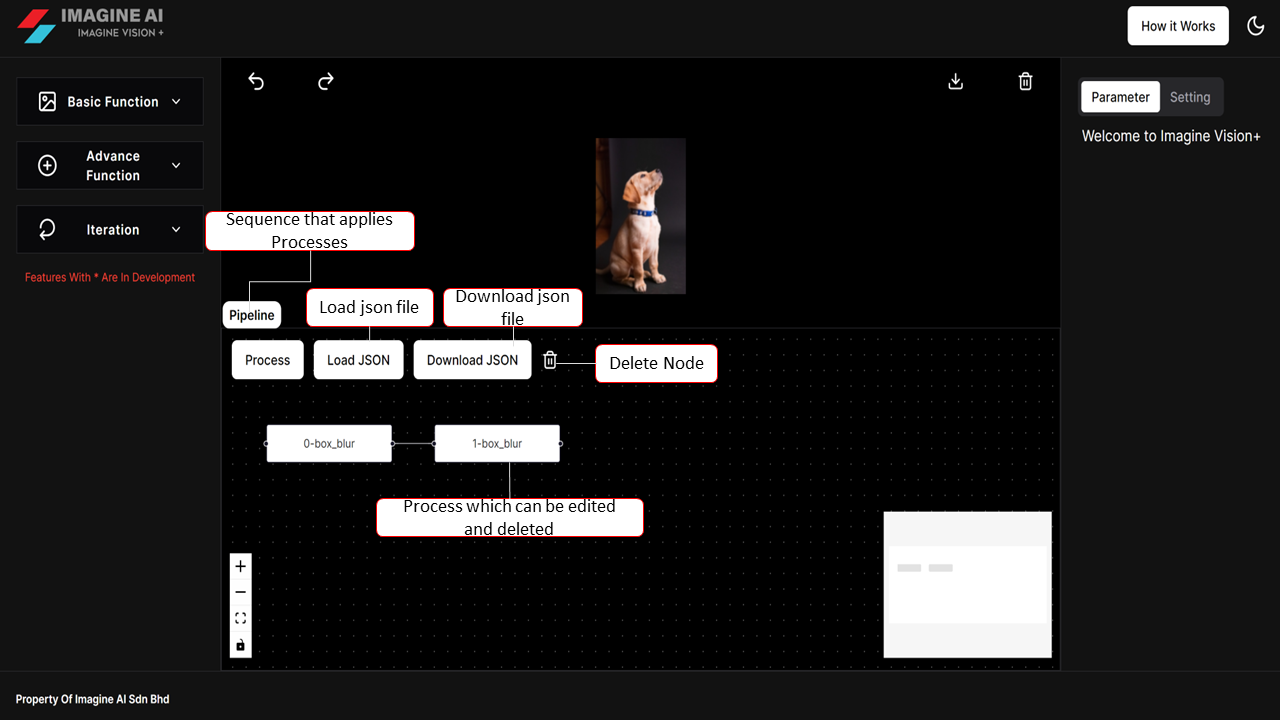 IMAGINE AI
IMAGINE VISION +
How it Works
Basic Function
Advance
Function
Iteration
Features With * Are In Development
Parameter
Setting
Welcome to Imagine Vision+
Sequence that applies
Processes
Pipeline
Load json file
Download json
file
Process
Load JSON
Download JSON
Delete Node
0-box_blur
1-box_blur
Process which can be edited
and deleted
Property Of Imagine AI Sdn Bhd